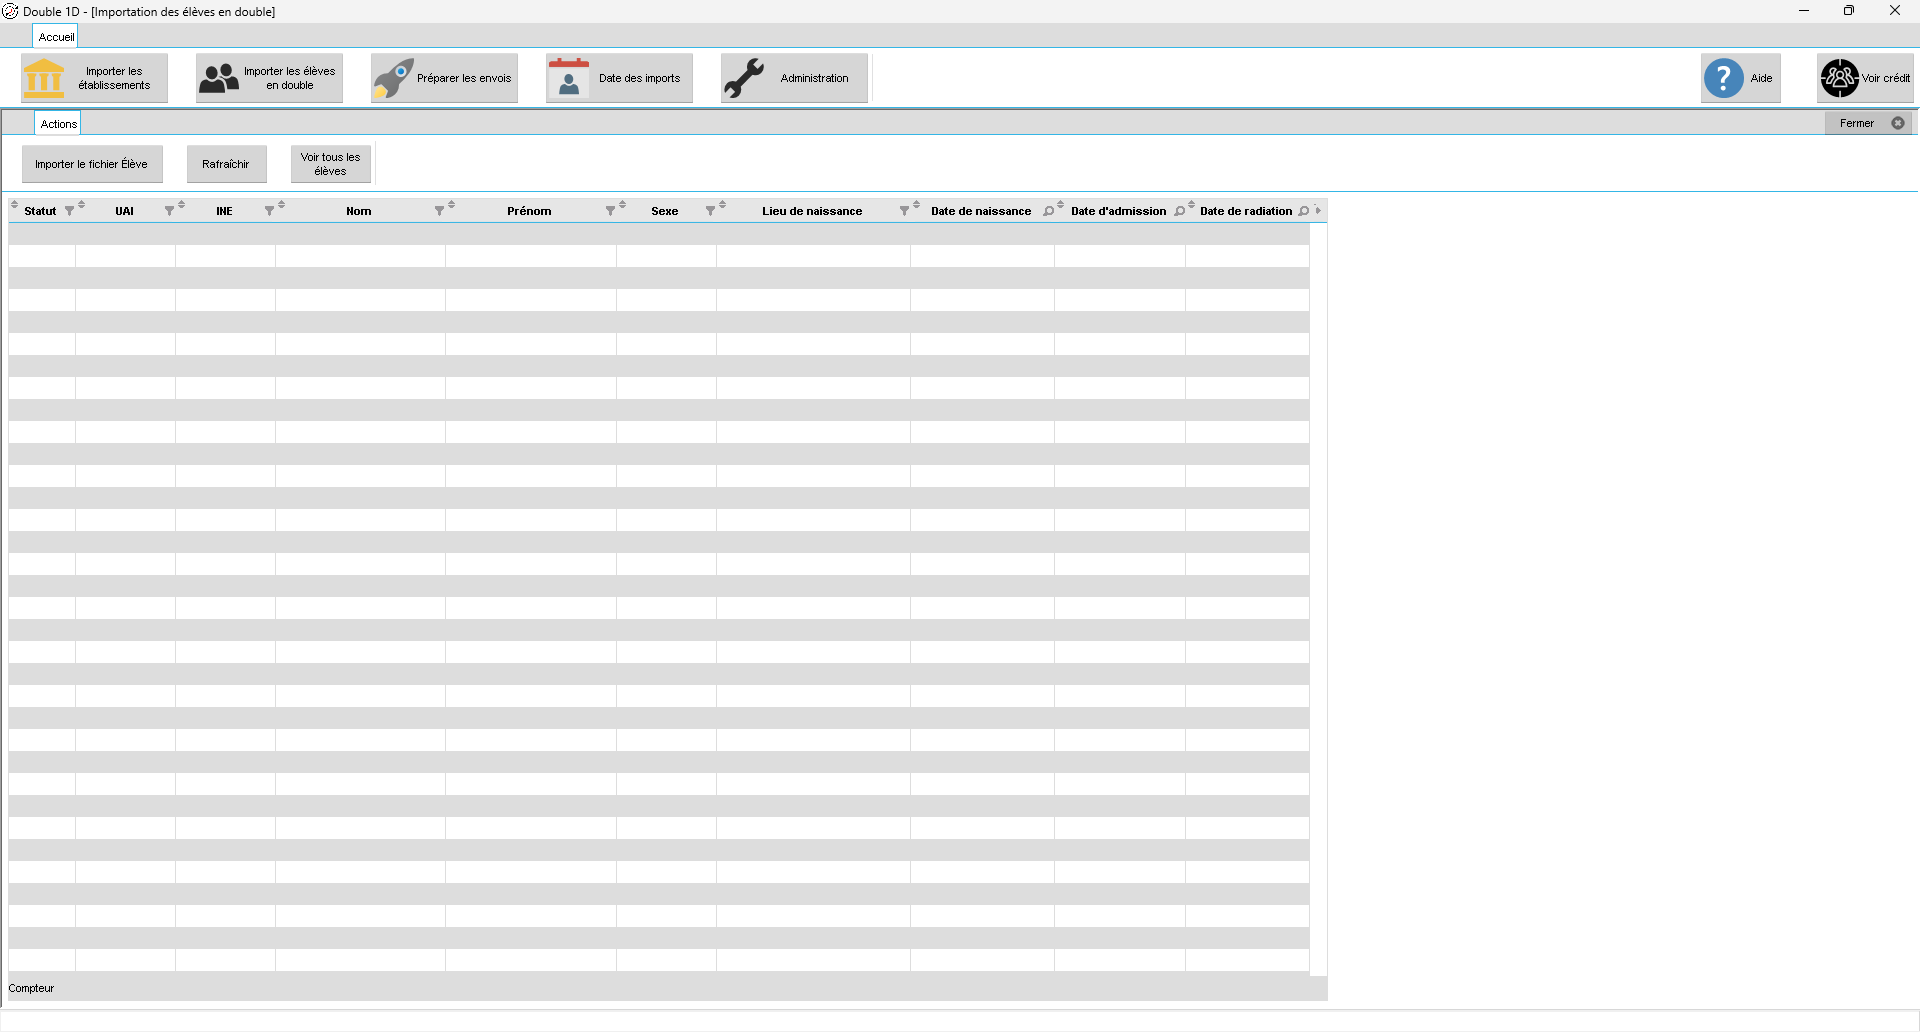 Double 1D - [Importation des élèves en double]
Accueil
Importer les
établissements
Importer les élèves
en double
Préparer les envois
Date des imports
Administration
?
Aide
Voir crédit
Actions
Fermer
Importer le fichier Élève
Rafraîchir
Voir tous les
élèves
Statut UAI INE Nom Prénom Sexe Lieu de naissance Date de naissance Date d'admission Date de radiation
Compteur